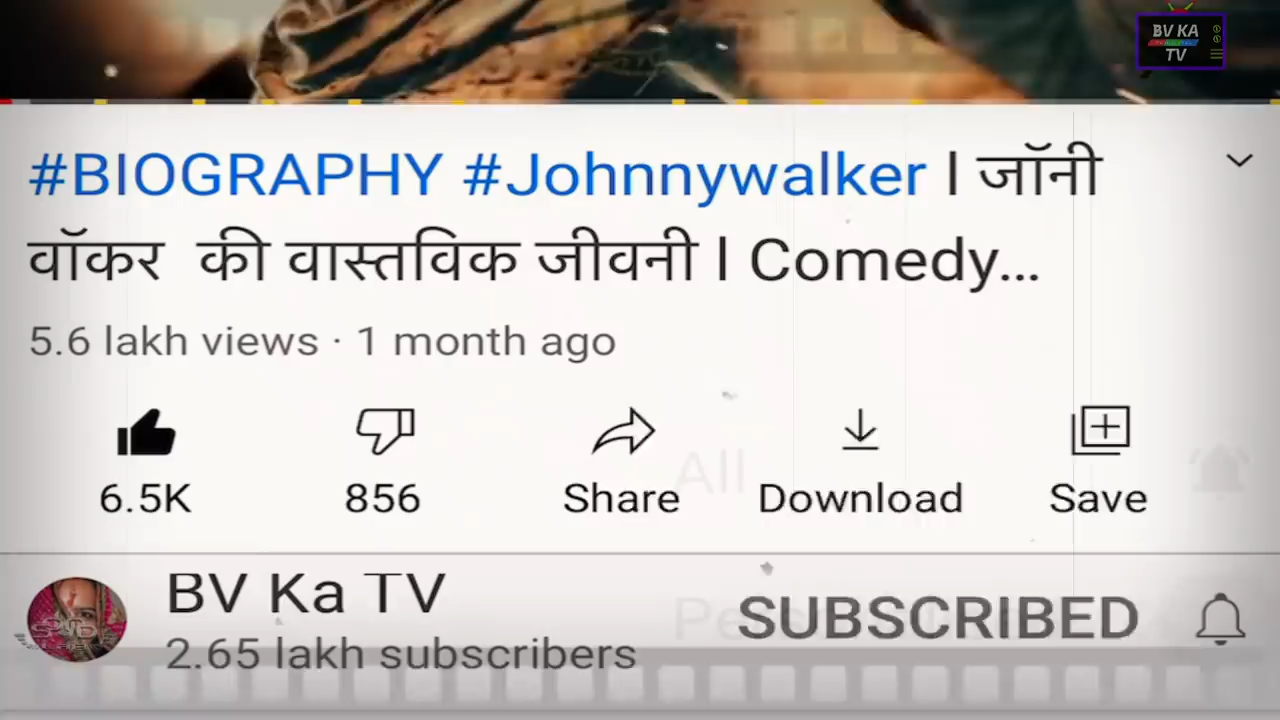 BV KA
TV
#BIOGRAPHY #Johnnywalker l जॉनी
वॉकर की वास्तविक जीवनी l Comedy...
5.6 lakh views · 1 month ago
6.5K 856 Share Download Save
All
BV Ka TV
SUBSCRIBED
2.65 lakh subscribers